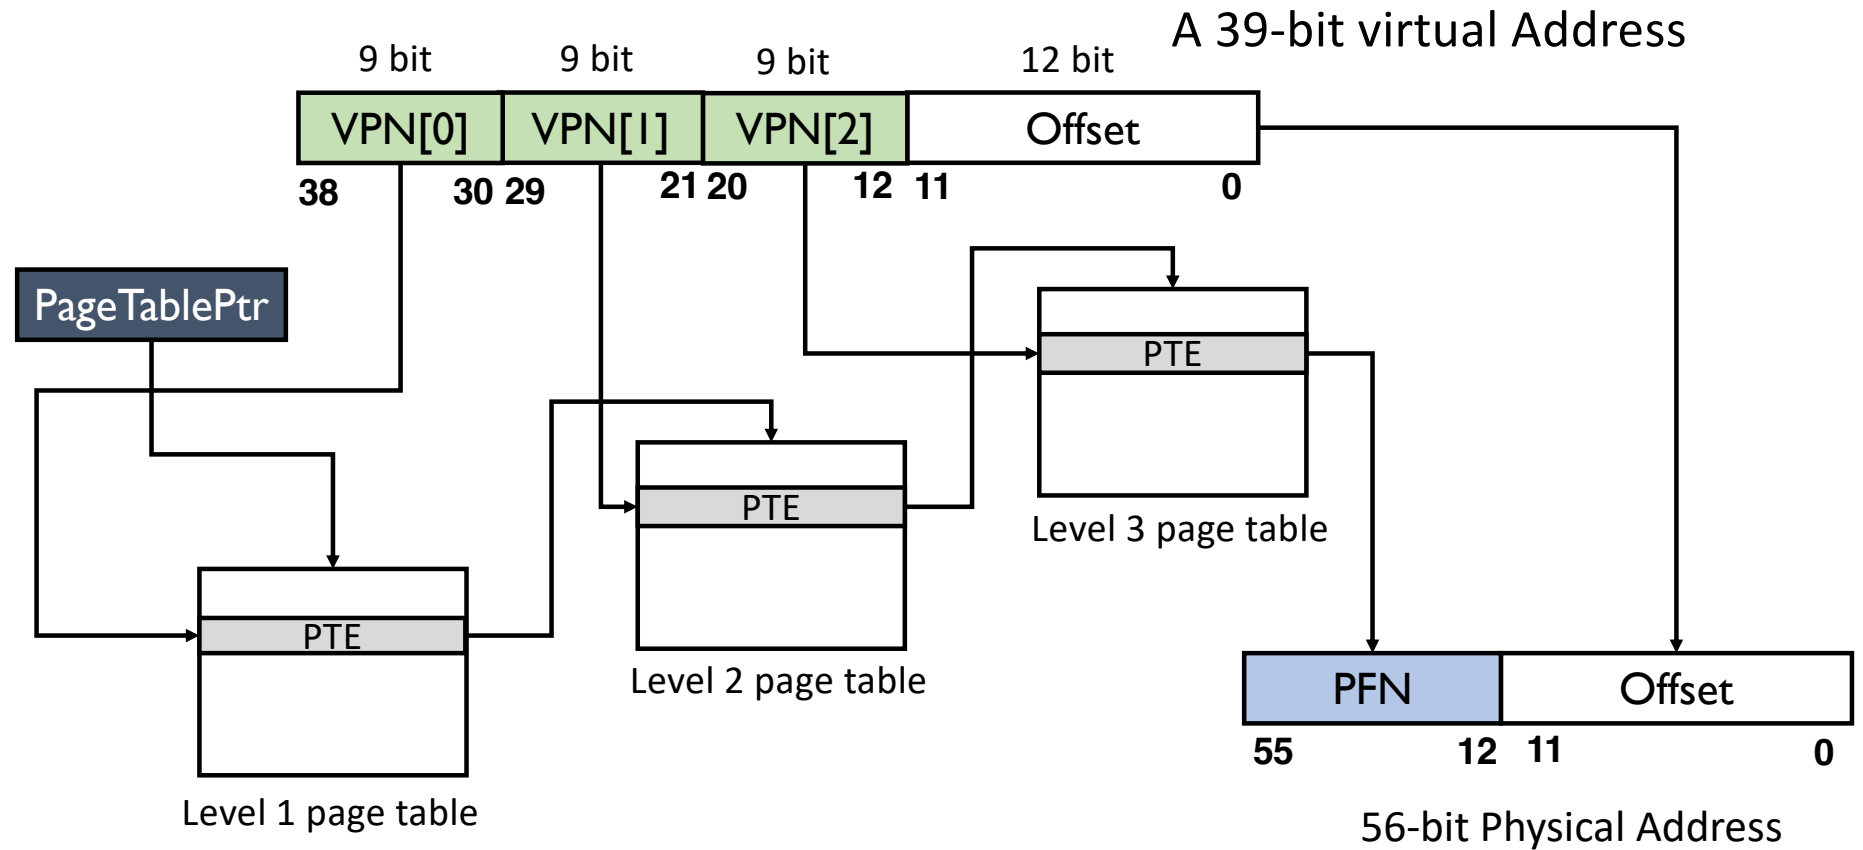 A 39-bit virtual Address
9 bit 9 bit 9 bit 12 bit
VPN[0] VPN[1] VPN[2] Offset
38 30 29 21 20 12 11 0
PageTablePtr
PTE
Level 3 page table
PTE
Level 2 page table
PTE
Level 1 page table
PFN Offset
55 12 11 0
56-bit Physical Address